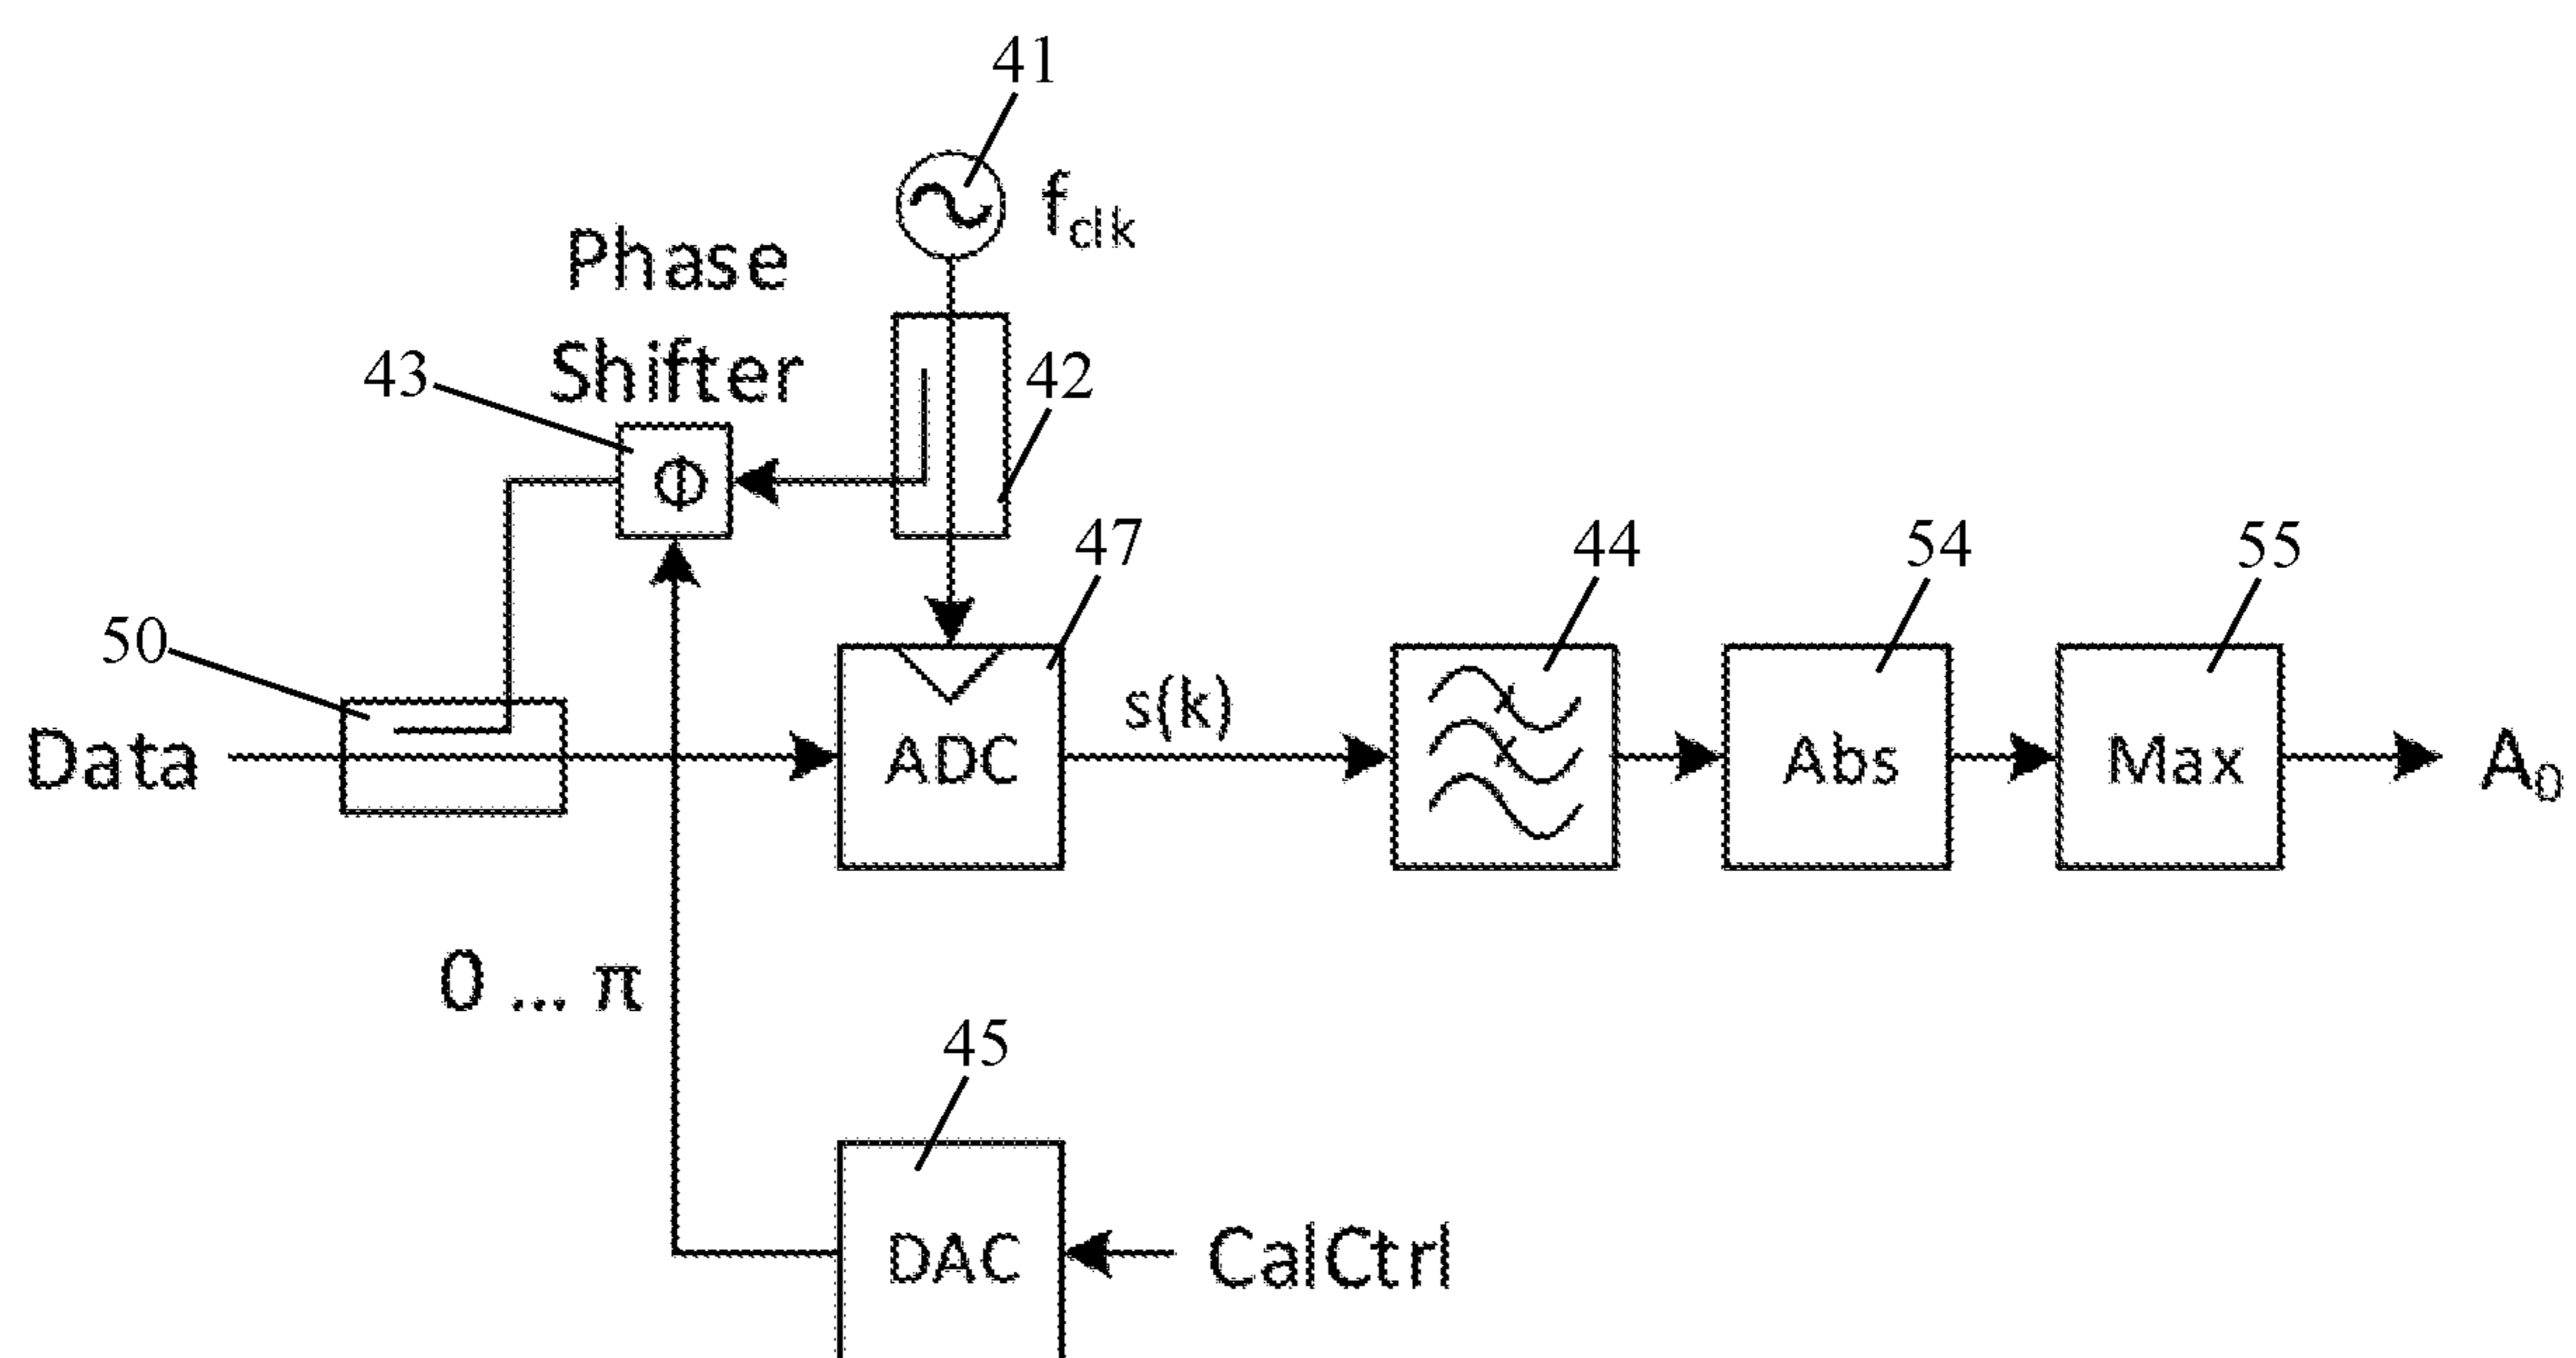 41
f_clk
Phase
Shifter
43
42
Φ
47
44
54
55
50
Data
ADC
s(k)
Abs
Max
A_0
0 ... π
45
DAC
CalCtrl